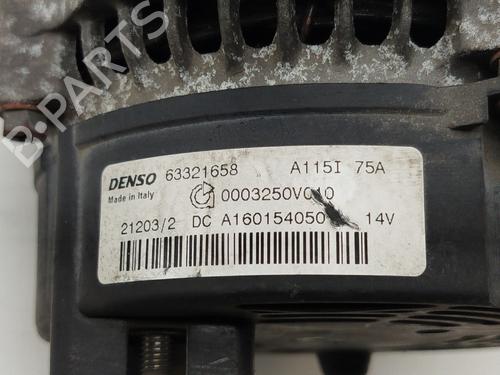 B-PARTS
DENSO 63321658 A115I 75A
Made in Italy 0003250V010
21203/2 DC A160154050 14V